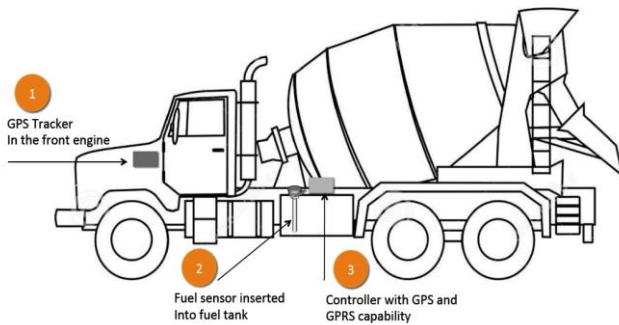 1
GPS Tracker
In the front engine
2
Fuel sensor inserted
Into fuel tank
3
Controller with GPS and
GPRS capability